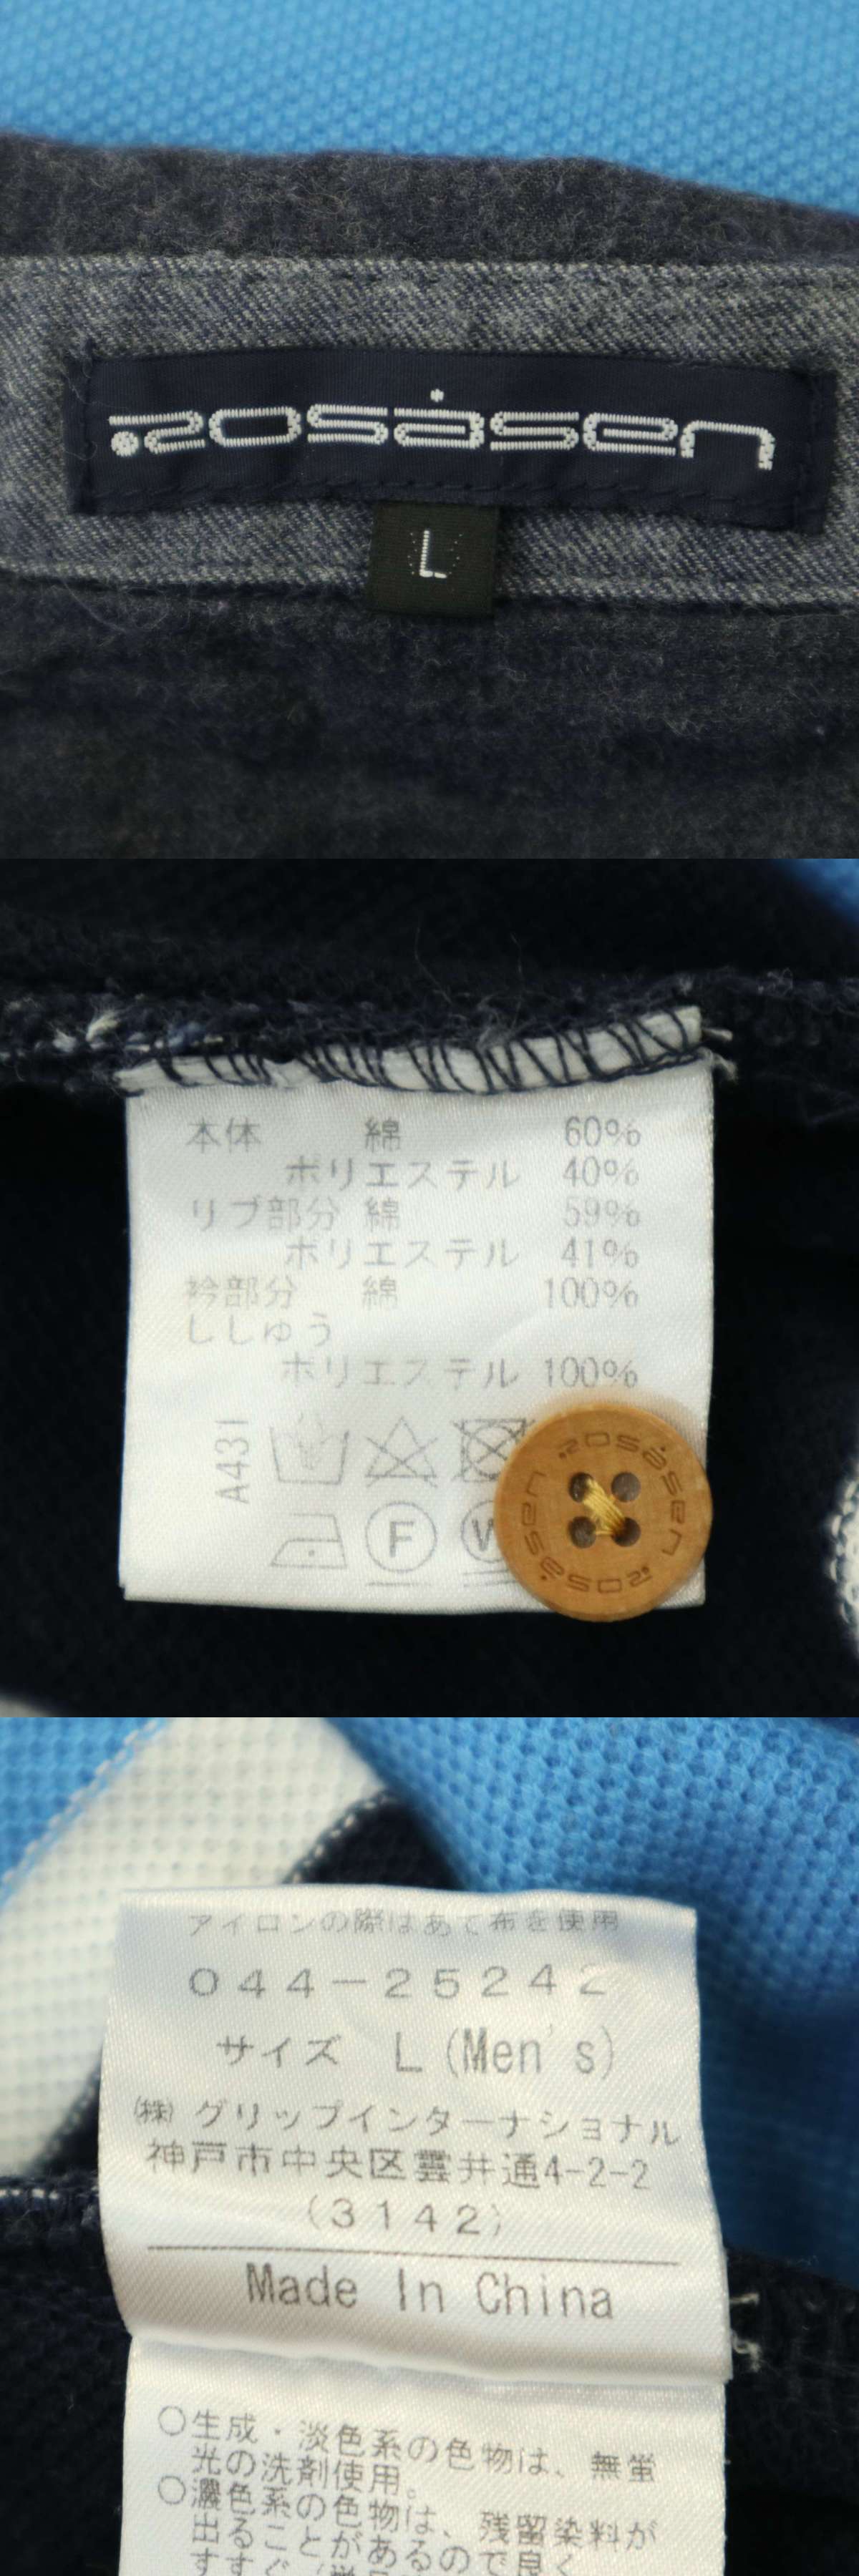 rosasen
L
本体 綿 60%
ポリエステル 40%
リブ部分 綿 59%
ポリエステル 41%
衿部分 綿 100%
ししゅう
ポリエステル 100%
A431
F
W
rosasen rosasen
アイロンの際はあて布を使用
044-25242
サイズ L (Men's)
㈱グリップインターナショナル
神戸市中央区雲井通4-2-2
(3142)
Made In China
○生成・淡色系の色物は、無蛍
光の洗剤使用。
○濃色系の色物は、残留染料が
出ることがあるので良く
すすぐ